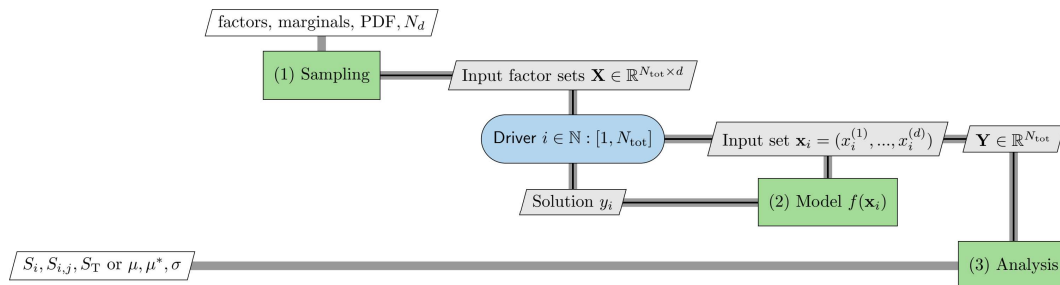 factors, marginals, PDF, N_d
(1) Sampling
Input factor sets 𝐗 ∈ ℝ^{N_tot×d}
Driver i ∈ ℕ : [1, N_tot]
Input set 𝐱_i = (x_i^{(1)}, ..., x_i^{(d)})
𝐘 ∈ ℝ^{N_tot}
Solution y_i
(2) Model f(𝐱_i)
S_i, S_{i,j}, S_T or μ, μ*, σ
(3) Analysis